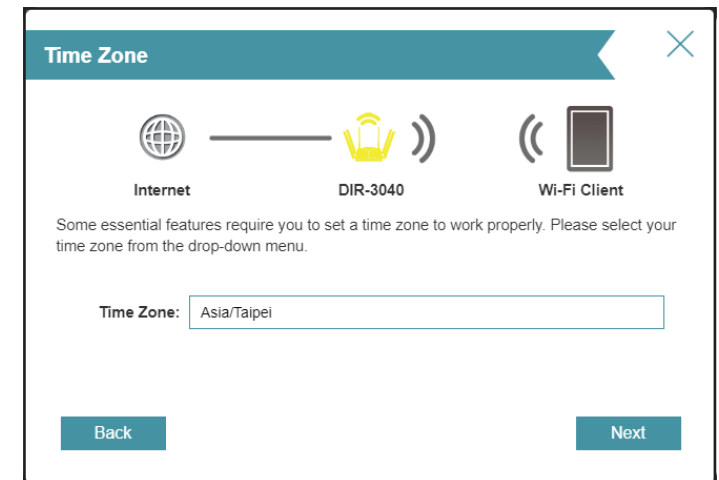 Time Zone
Internet
DIR-3040
Wi-Fi Client
Some essential features require you to set a time zone to work properly. Please select your
time zone from the drop-down menu.
Time Zone: Asia/Taipei
Back
Next